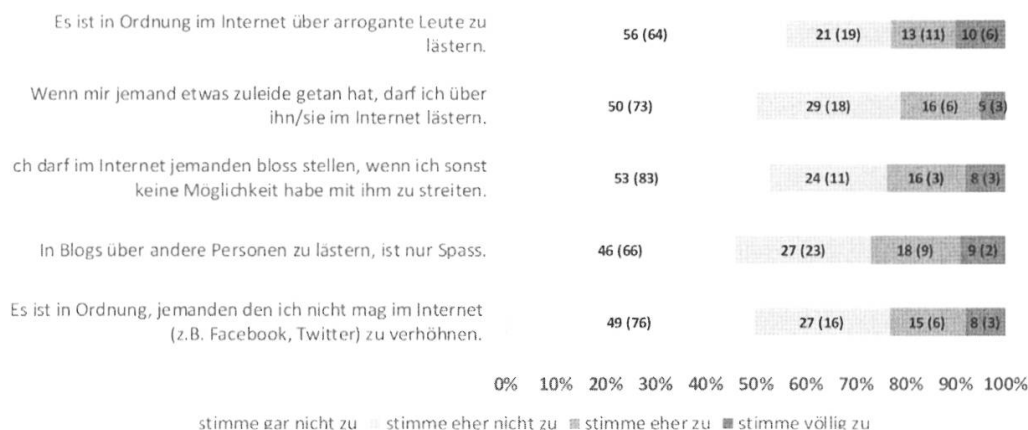 Es ist in Ordnung im Internet über arrogante Leute zu
lästern.
56 (64) 21 (19) 13 (11) 10 (6)
Wenn mir jemand etwas zuleide getan hat, darf ich über
ihn/sie im Internet lästern.
50 (73) 29 (18) 16 (6) 5 (3)
ch darf im Internet jemanden bloss stellen, wenn ich sonst
keine Möglichkeit habe mit ihm zu streiten.
53 (83) 24 (11) 16 (3) 8 (3)
In Blogs über andere Personen zu lästern, ist nur Spass.
46 (66) 27 (23) 18 (9) 9 (2)
Es ist in Ordnung, jemanden den ich nicht mag im Internet
(z.B. Facebook, Twitter) zu verhöhnen.
49 (76) 27 (16) 15 (6) 8 (3)
0% 10% 20% 30% 40% 50% 60% 70% 80% 90% 100%
stimme gar nicht zu stimme eher nicht zu stimme eher zu stimme völlig zu